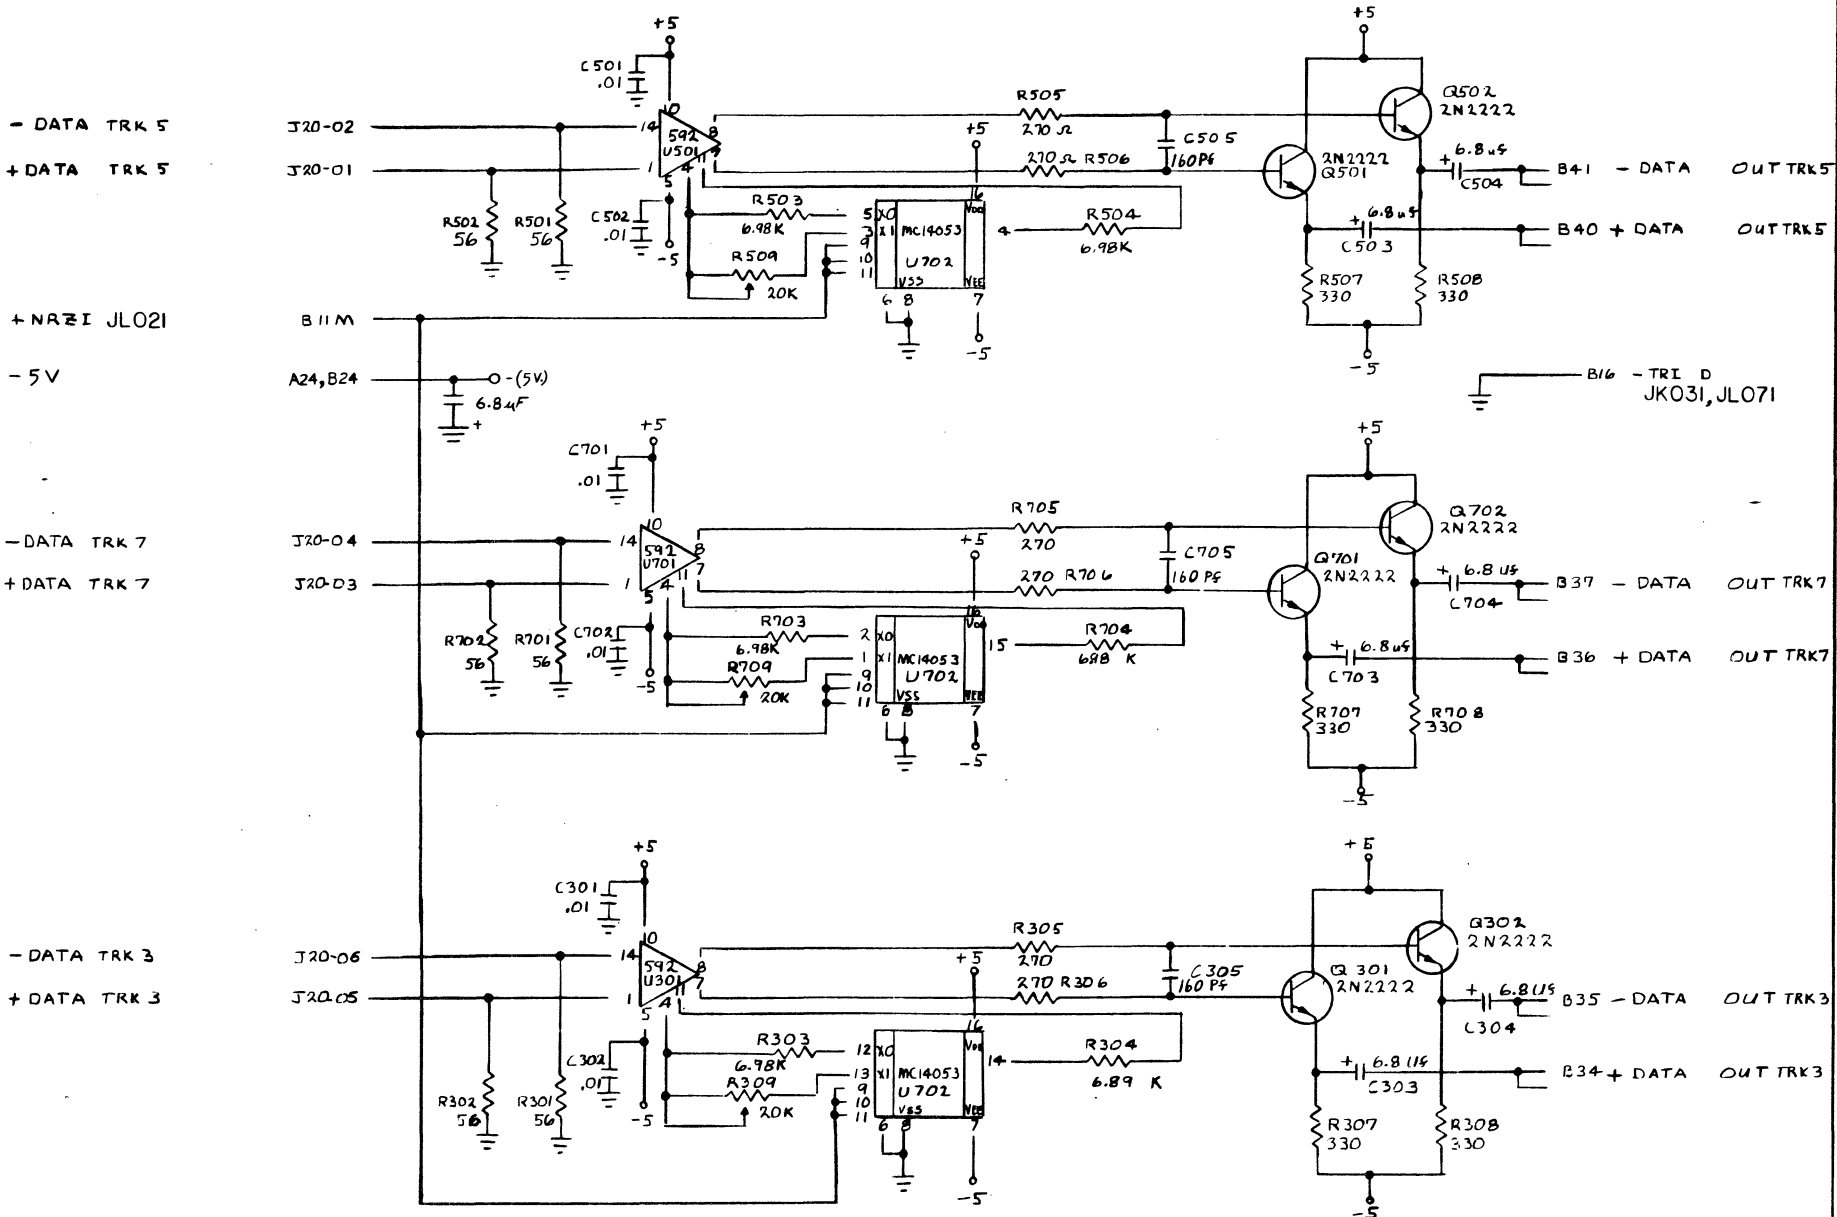 +5
C501
.01
10
- DATA TRK 5 J20-02 14
592
U501
8
7
+ DATA TRK 5 J20-01 1
4
11
5
R502
56
R501
56
C502
.01
-5
R503
6.98K
R509
20K
5 X0
3 X1
9
10
11
MC14053
U702
VSS
VDD
VEE
16
+5
4
6 8 7
-5
R504
6.98K
R505
270 Ω
270 Ω R506
C505
160 Pf
+5
Q502
2N2222
2N2222
Q501
+ 6.8 uf
C504
B41 - DATA OUT TRK5
+ 6.8 uf
C503
B40 + DATA OUT TRK5
R507
330
R508
330
-5
+ NRZI JL021 B11M
- 5V A24, B24 -(5V.)
6.8 uF
+
B16 - TRI D
JK031, JL071
+5
C701
.01
10
- DATA TRK 7 J20-04 14
592
U701
8
7
+ DATA TRK 7 J20-03 1
4
11
5
R702
56
R701
56
C702
.01
-5
R703
6.98K
R709
20K
2 X0
1 X1
9
10
11
MC14053
U702
VSS
VDD
VEE
16
+5
15
6 8 7
-5
R704
698 K
R705
270
270 R706
C705
160 Pf
+5
Q702
2N2222
Q701
2N2222
+ 6.8 uf
C704
B37 - DATA OUT TRK7
+ 6.8 uf
C703
B36 + DATA OUT TRK7
R707
330
R708
330
-5
+5
C301
.01
10
- DATA TRK 3 J20-06 14
592
U301
8
7
+ DATA TRK 3 J20-05 1
4
11
5
R302
56
R301
56
C302
.01
-5
R303
6.98K
R309
20K
12 X0
13 X1
9
10
11
MC14053
U702
VSS
VDD
VEE
16
+5
14
6 8 7
-5
R304
6.89 K
R305
270
270 R306
C305
160 Pf
+5
Q302
2N2222
Q301
2N2222
+ 6.8 uf
C304
B35 - DATA OUT TRK3
+ 6.8 uf
C303
B34 + DATA OUT TRK3
R307
330
R308
330
-5